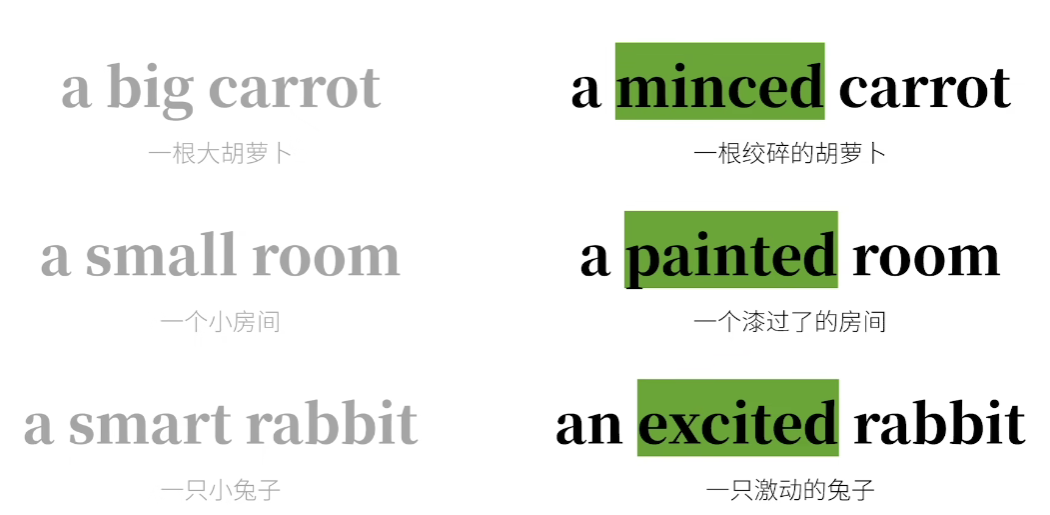 a big carrot a minced carrot
一根大胡萝卜 一根绞碎的胡萝卜
a small room a painted room
一个小房间 一个漆过了的房间
a smart rabbit an excited rabbit
一只小兔子 一只激动的兔子